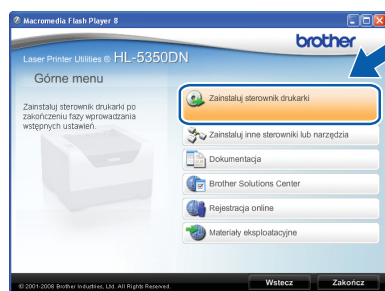 Macromedia Flash Player 8
brother
Laser Printer Utilities © HL-5350DN
Górne menu
Zainstaluj sterownik drukarki po
zakończeniu fazy wprowadzania
wstępnych ustawień.
Zainstaluj sterownik drukarki
Zainstaluj inne sterowniki lub narzędzia
Dokumentacja
Brother Solutions Center
Rejestracja online
Materiały eksploatacyjne
© 2001-2008 Brother Industries, Ltd. All Rights Reserved.
Wstecz
Zakończ